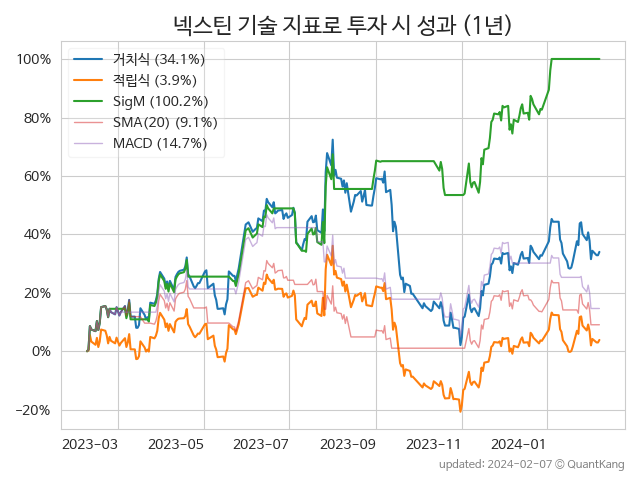 넥스틴 기술 지표로 투자 시 성과 (1년)
거치식 (34.1%)
적립식 (3.9%)
SigM (100.2%)
SMA(20) (9.1%)
MACD (14.7%)
100%
80%
60%
40%
20%
0%
−20%
2023-03 2023-05 2023-07 2023-09 2023-11 2024-01
updated: 2024-02-07 © QuantKang